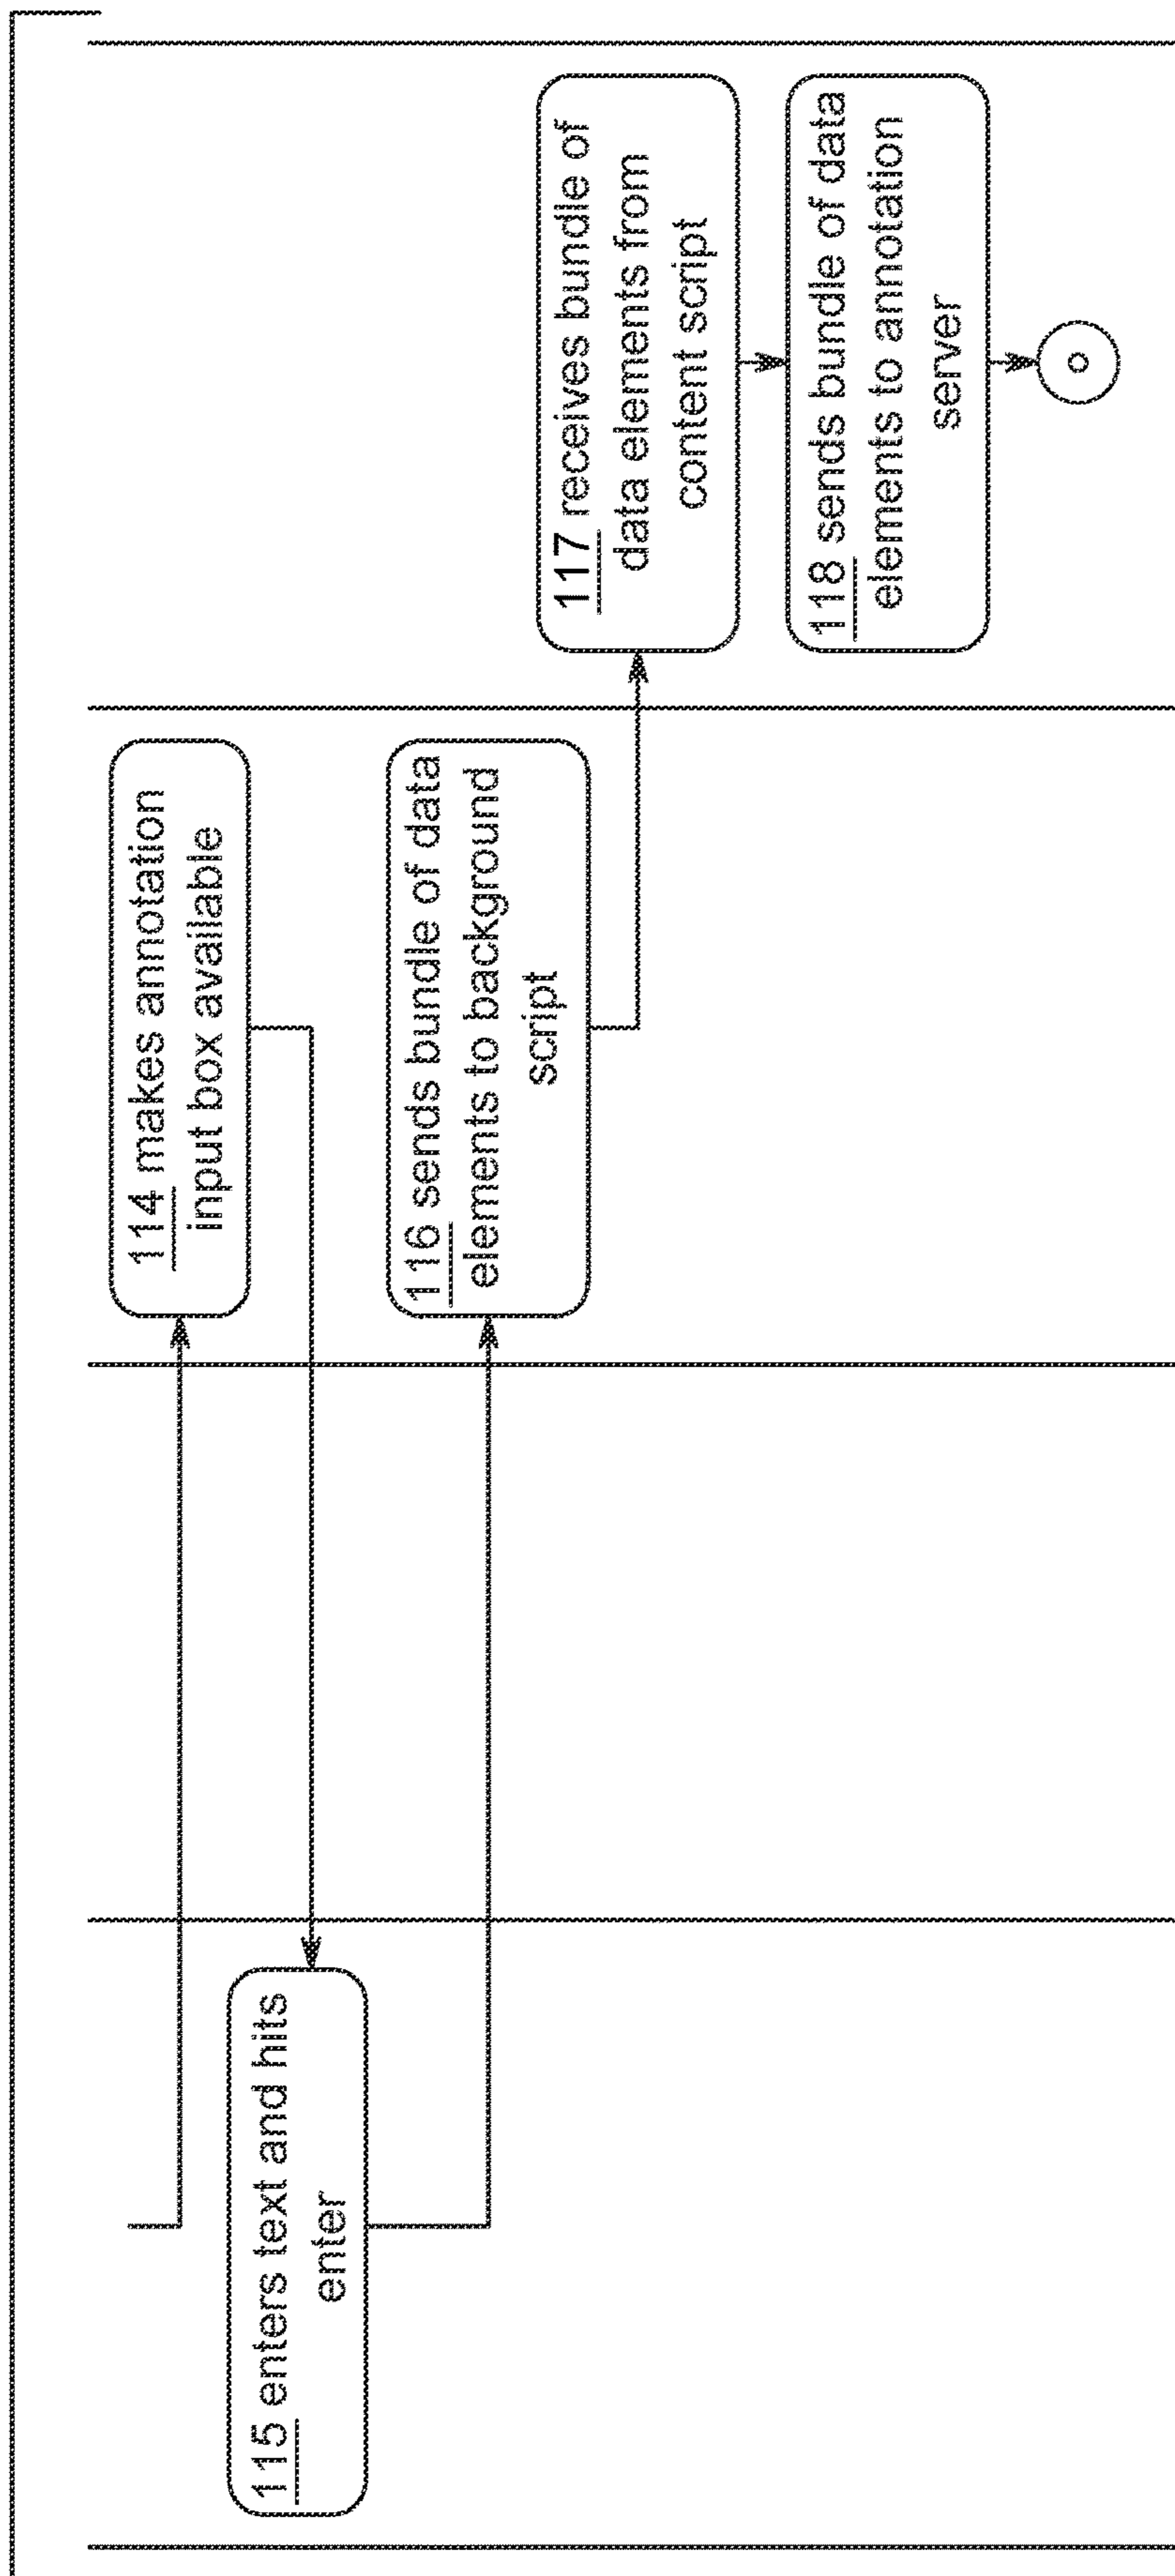 114 makes annotation
input box available
115 enters text and hits
enter
116 sends bundle of data
elements to background
script
117 receives bundle of
data elements from
content script
118 sends bundle of data
elements to annotation
server